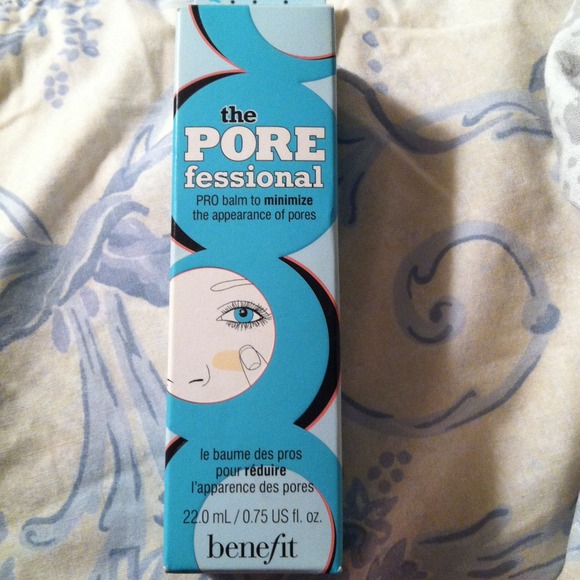 the
PORE
fessional
PRO balm to minimize
the appearance of pores
le baume des pros
pour réduire
l'apparence des pores
22.0 mL / 0.75 US fl. oz.
benefit